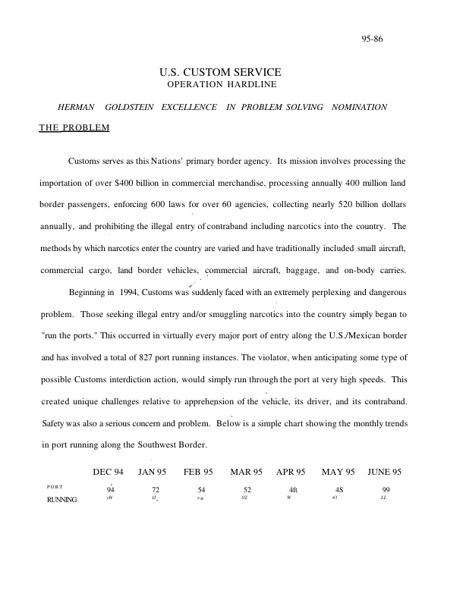 95-86
U.S. CUSTOM SERVICE
OPERATION HARDLINE
HERMAN GOLDSTEIN EXCELLENCE IN PROBLEM SOLVING NOMINATION
THE PROBLEM
Customs serves as this Nations' primary border agency. Its mission involves processing the
importation of over $400 billion in commercial merchandise, processing annually 400 million land
border passengers, enforcing 600 laws for over 60 agencies, collecting nearly 520 billion dollars
annually, and prohibiting the illegal entry of contraband including narcotics into the country. The
methods by which narcotics enter the country are varied and have traditionally included small aircraft,
commercial cargo, land border vehicles, commercial aircraft, baggage, and on-body carries.
Beginning in 1994, Customs was suddenly faced with an extremely perplexing and dangerous
problem. Those seeking illegal entry and/or smuggling narcotics into the country simply began to
"run the ports." This occurred in virtually every major port of entry along the U.S./Mexican border
and has involved a total of 827 port running instances. The violator, when anticipating some type of
possible Customs interdiction action, would simply run through the port at very high speeds. This
created unique challenges relative to apprehension of the vehicle, its driver, and its contraband.
Safety was also a serious concern and problem. Below is a simple chart showing the monthly trends
in port running along the Southwest Border.
DEC 94 JAN 95 FEB 95 MAR 95 APR 95 MAY 95 JUNE 95
PORT 94 72 54 52 4ft 4S 99
RUNNING